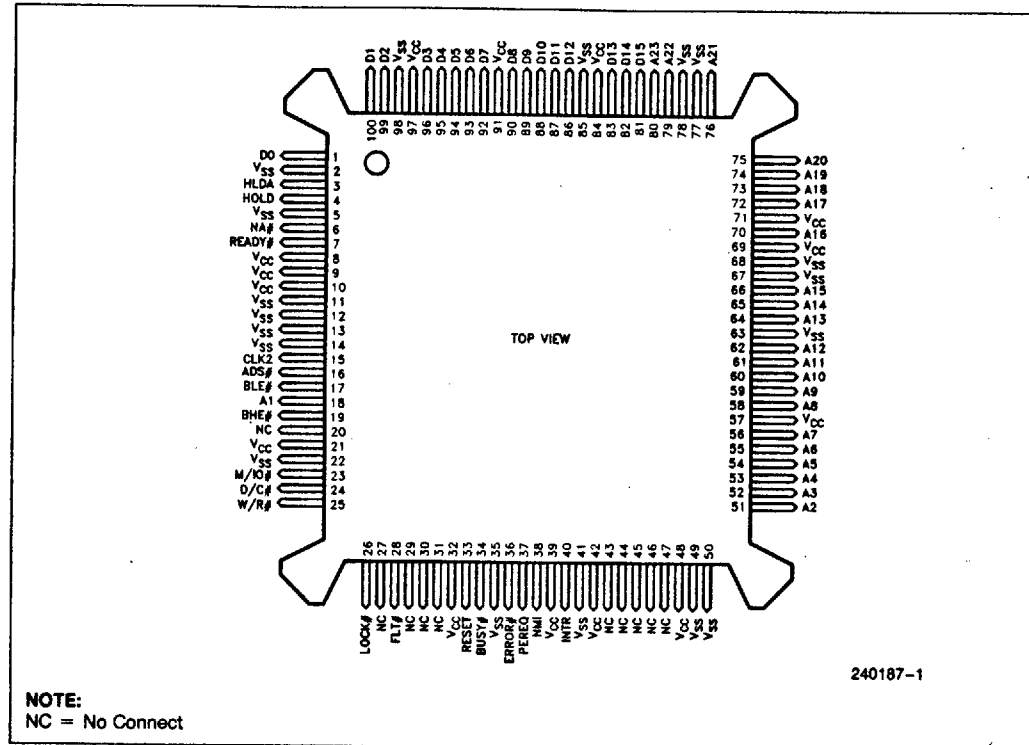 D1 D2 VSS VCC D3 D4 D5 D6 D7 VCC D8 D9 D10 D11 D12 VSS VCC D13 D14 D15 A23 A22 VSS VSS A21
100 99 98 97 96 95 94 93 92 91 90 89 88 87 86 85 84 83 82 81 80 79 78 77 76
D0 1
VSS 2
HLDA 3
HOLD 4
VSS 5
NA# 6
READY# 7
VCC 8
VCC 9
VCC 10
VSS 11
VSS 12
VSS 13
VSS 14
CLK2 15
ADS# 16
BLE# 17
A1 18
BHE# 19
NC 20
VCC 21
VSS 22
M/IO# 23
D/C# 24
W/R# 25
TOP VIEW
75 A20
74 A19
73 A18
72 A17
71 VCC
70 A16
69 VCC
68 VSS
67 VSS
66 A15
65 A14
64 A13
63 VSS
62 A12
61 A11
60 A10
59 A9
58 A8
57 VCC
56 A7
55 A6
54 A5
53 A4
52 A3
51 A2
26 27 28 29 30 31 32 33 34 35 36 37 38 39 40 41 42 43 44 45 46 47 48 49 50
LOCK# NC FLT# NC NC NC VCC RESET BUSY# VSS ERROR# PEREQ NMI VCC INTR VSS VCC NC NC NC NC NC VCC VSS VSS
240187-1
NOTE:
NC = No Connect